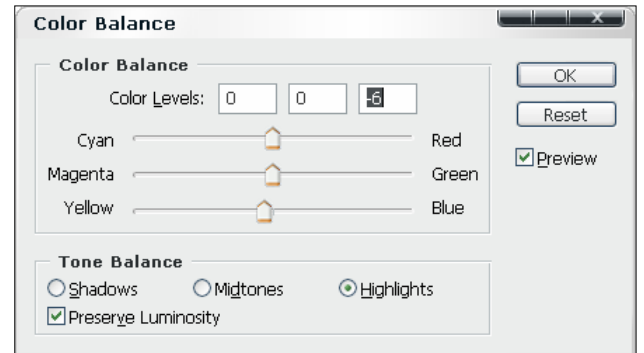 Color Balance
Color Balance
Color Levels: 0 0 -6
Cyan Red
Magenta Green
Yellow Blue
OK
Reset
Preview
Tone Balance
Shadows Midtones Highlights
Preserve Luminosity